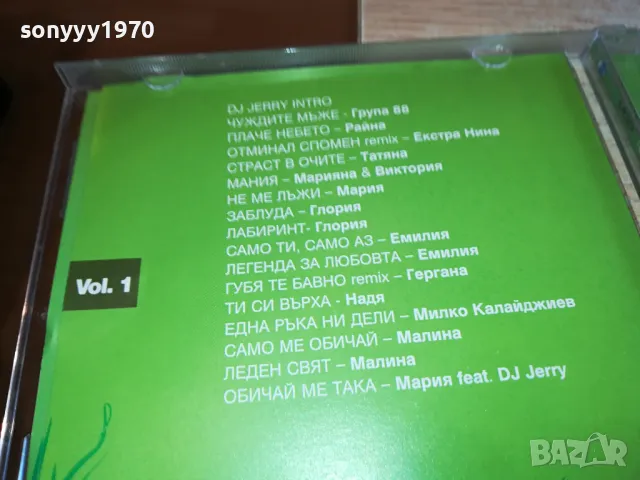 sonyyy1970
DJ JERRY INTRO
ЧУЖДИТЕ МЪЖЕ - Група 88
ПЛАЧЕ НЕБЕТО – Райна
ОТМИНАЛ СПОМЕН remix – Екстра Нина
СТРАСТ В ОЧИТЕ – Татяна
МАНИЯ – Марияна & Виктория
НЕ МЕ ЛЪЖИ – Мария
ЗАБЛУДА – Глория
ЛАБИРИНТ- Глория
САМО ТИ, САМО АЗ – Емилия
ЛЕГЕНДА ЗА ЛЮБОВТА – Емилия
ГУБЯ ТЕ БАВНО remix – Гергана
ТИ СИ ВЪРХА - Надя
ЕДНА РЪКА НИ ДЕЛИ – Милко Калайджиев
САМО МЕ ОБИЧАЙ – Малина
ЛЕДЕН СВЯТ – Малина
ОБИЧАЙ МЕ ТАКА – Мария feat. DJ Jerry
Vol. 1
BAZAR
bg